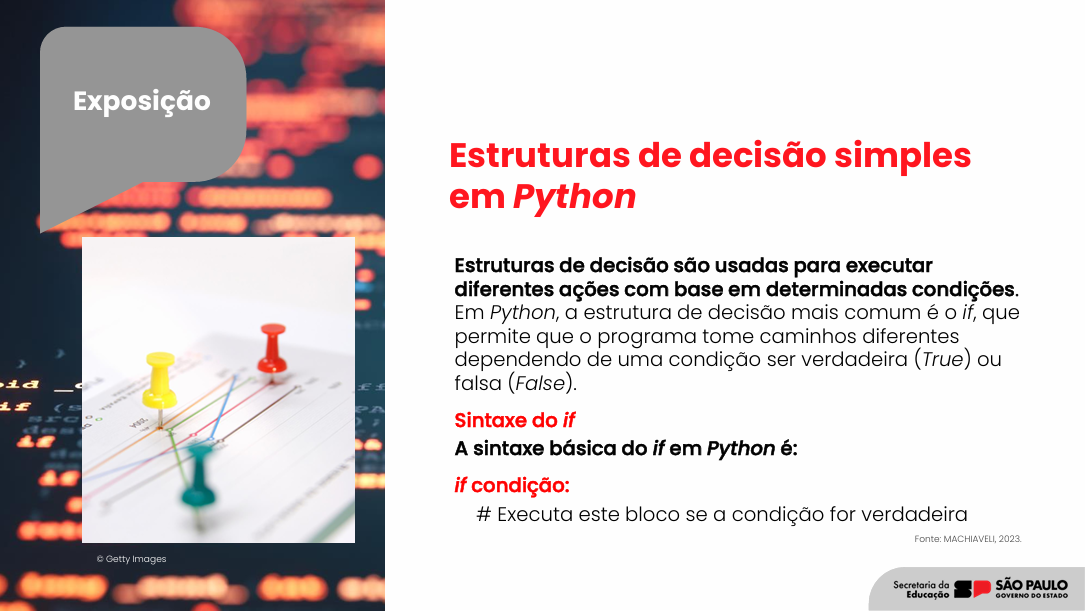 Exposição
Estruturas de decisão simples
em Python
Estruturas de decisão são usadas para executar
diferentes ações com base em determinadas condições.
Em Python, a estrutura de decisão mais comum é o if, que
permite que o programa tome caminhos diferentes
dependendo de uma condição ser verdadeira (True) ou
falsa (False).
Sintaxe do if
A sintaxe básica do if em Python é:
if condição:
# Executa este bloco se a condição for verdadeira
Fonte: MACHIAVELI, 2023.
© Getty Images
Secretaria da
Educação
SÃO PAULO
GOVERNO DO ESTADO